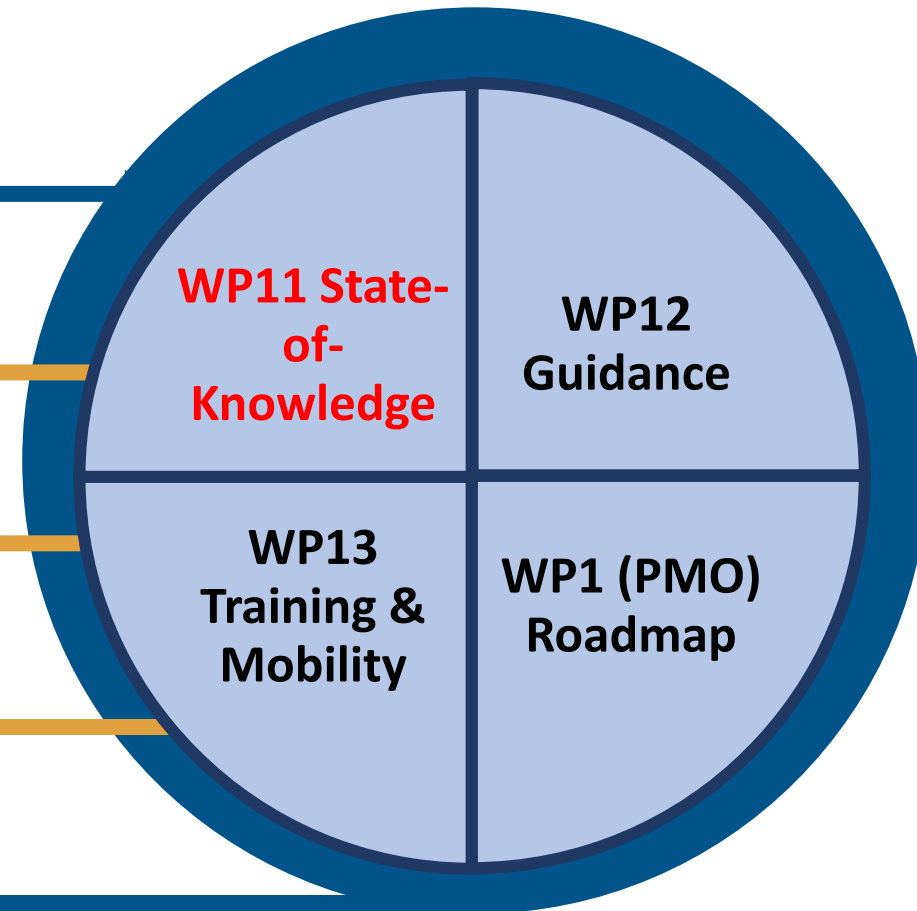 WP11 State-
of-
Knowledge
WP12
Guidance
WP13
Training &
Mobility
WP1 (PMO)
Roadmap